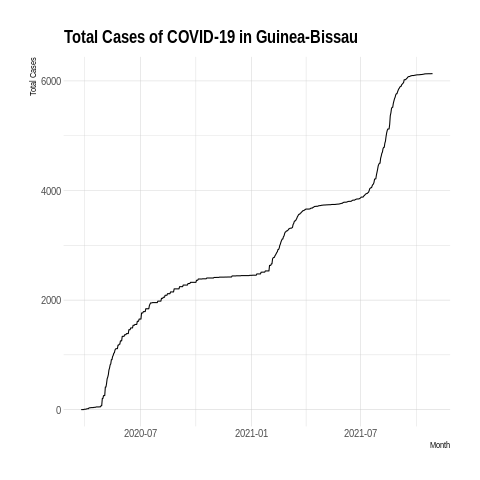 Total Cases of COVID-19 in Guinea-Bissau
Total Cases
6000
4000
2000
0
2020-07
2021-01
2021-07
Month